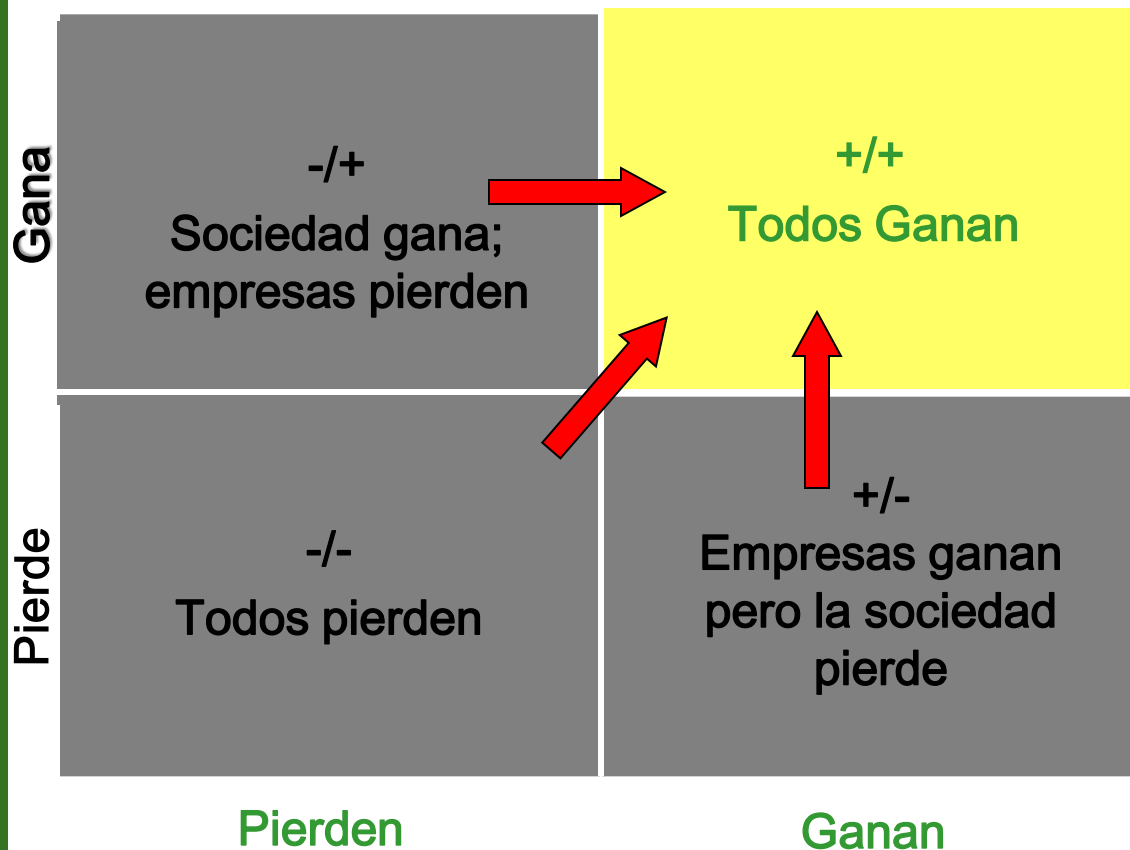 Gana
-/+
Sociedad gana;
empresas pierden
+/+
Todos Ganan
Pierde
-/-
Todos pierden
+/-
Empresas ganan
pero la sociedad
pierde
Pierden
Ganan